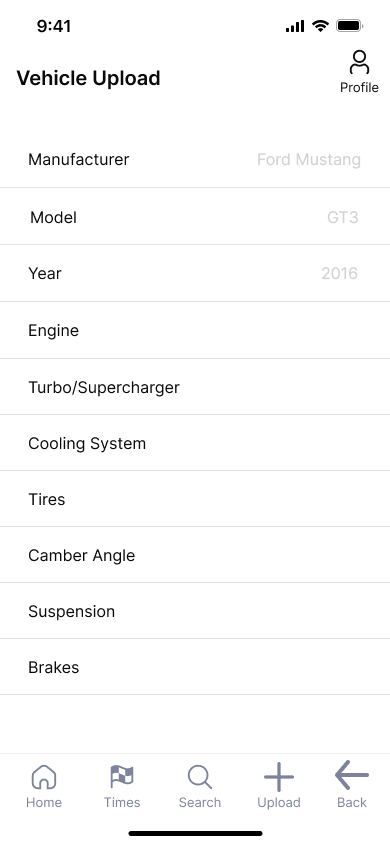 9:41
Vehicle Upload
Profile
Manufacturer Ford Mustang
Model GT3
Year 2016
Engine
Turbo/Supercharger
Cooling System
Tires
Camber Angle
Suspension
Brakes
Home Times Search Upload Back